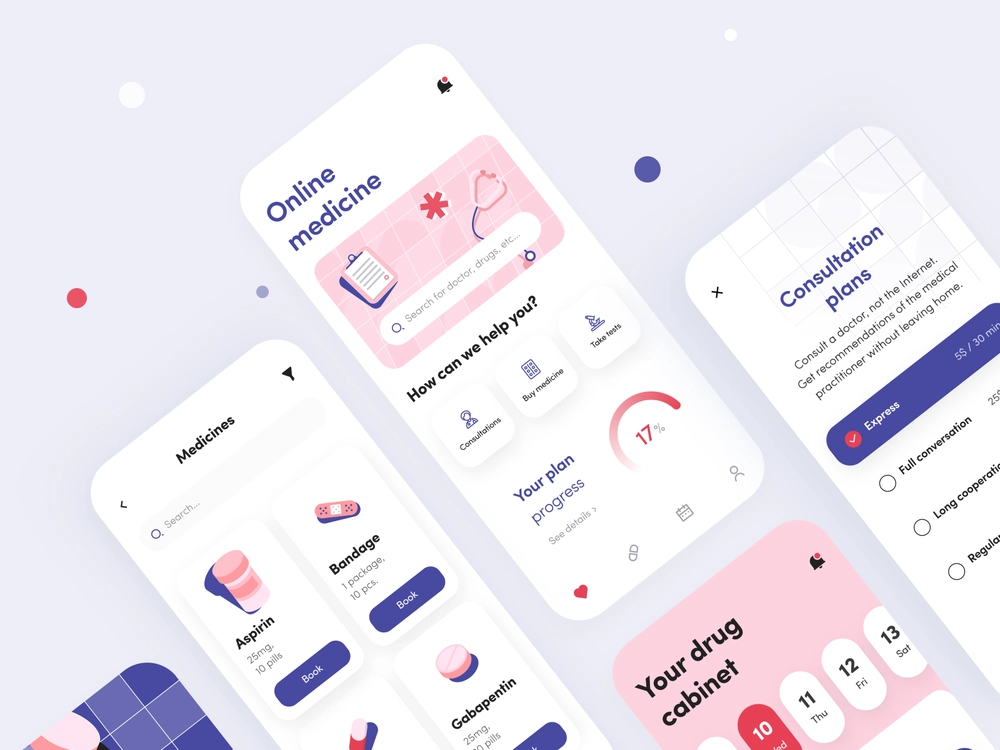 Online
medicine
Search for doctor, drugs, etc...
How can we help you?
Consultations
Buy medicine
Take tests
Your plan
progress
See details >
17%
Medicines
Search...
Aspirin
25mg,
10 pills
Book
Bandage
1 package,
10 pcs.
Book
Gabapentin
25mg,
10 pills
Book
Consultation
plans
Consult a doctor, not the Internet.
Get recommendations of the medical
practitioner without leaving home.
Express
5$ / 30 min
Full conversation
25$
Long cooperation
Regular
Your drug
cabinet
10
11
Thu
12
Fri
13
Sat